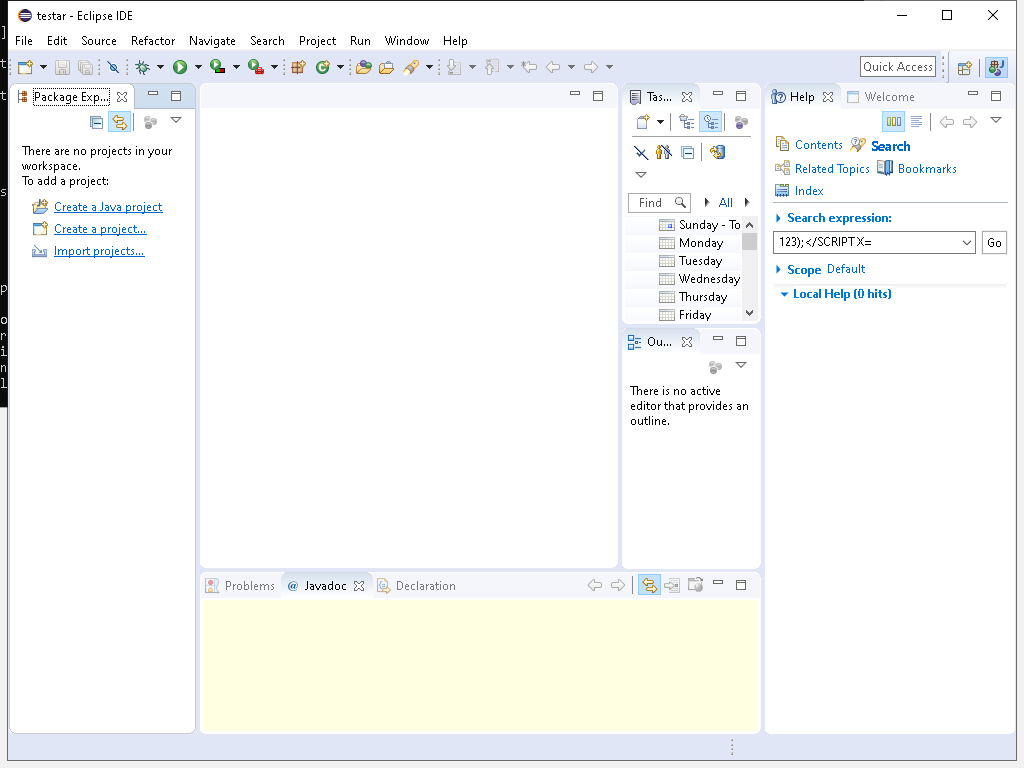 testar - Eclipse IDE
File Edit Source Refactor Navigate Search Project Run Window Help
Quick Access
Package Exp...
There are no projects in your
workspace.
To add a project:
Create a Java project
Create a project...
Import projects...
Tas...
Find
All
Sunday - To
Monday
Tuesday
Wednesday
Thursday
Friday
Ou...
There is no active
editor that provides an
outline.
Help Welcome
Contents Search
Related Topics Bookmarks
Index
Search expression:
123);</SCRIPT X=
Go
Scope Default
Local Help (0 hits)
Problems @ Javadoc Declaration
]
t
t
s
p
o
r
i
n
l